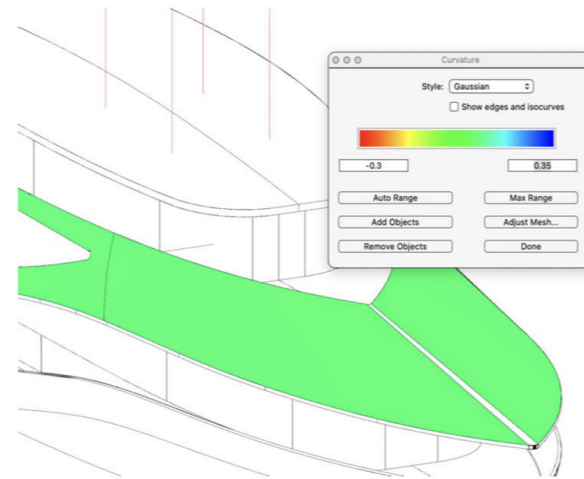 Curvature
Style: Gaussian
Show edges and isocurves
-0.3 0.35
Auto Range Max Range
Add Objects Adjust Mesh...
Remove Objects Done